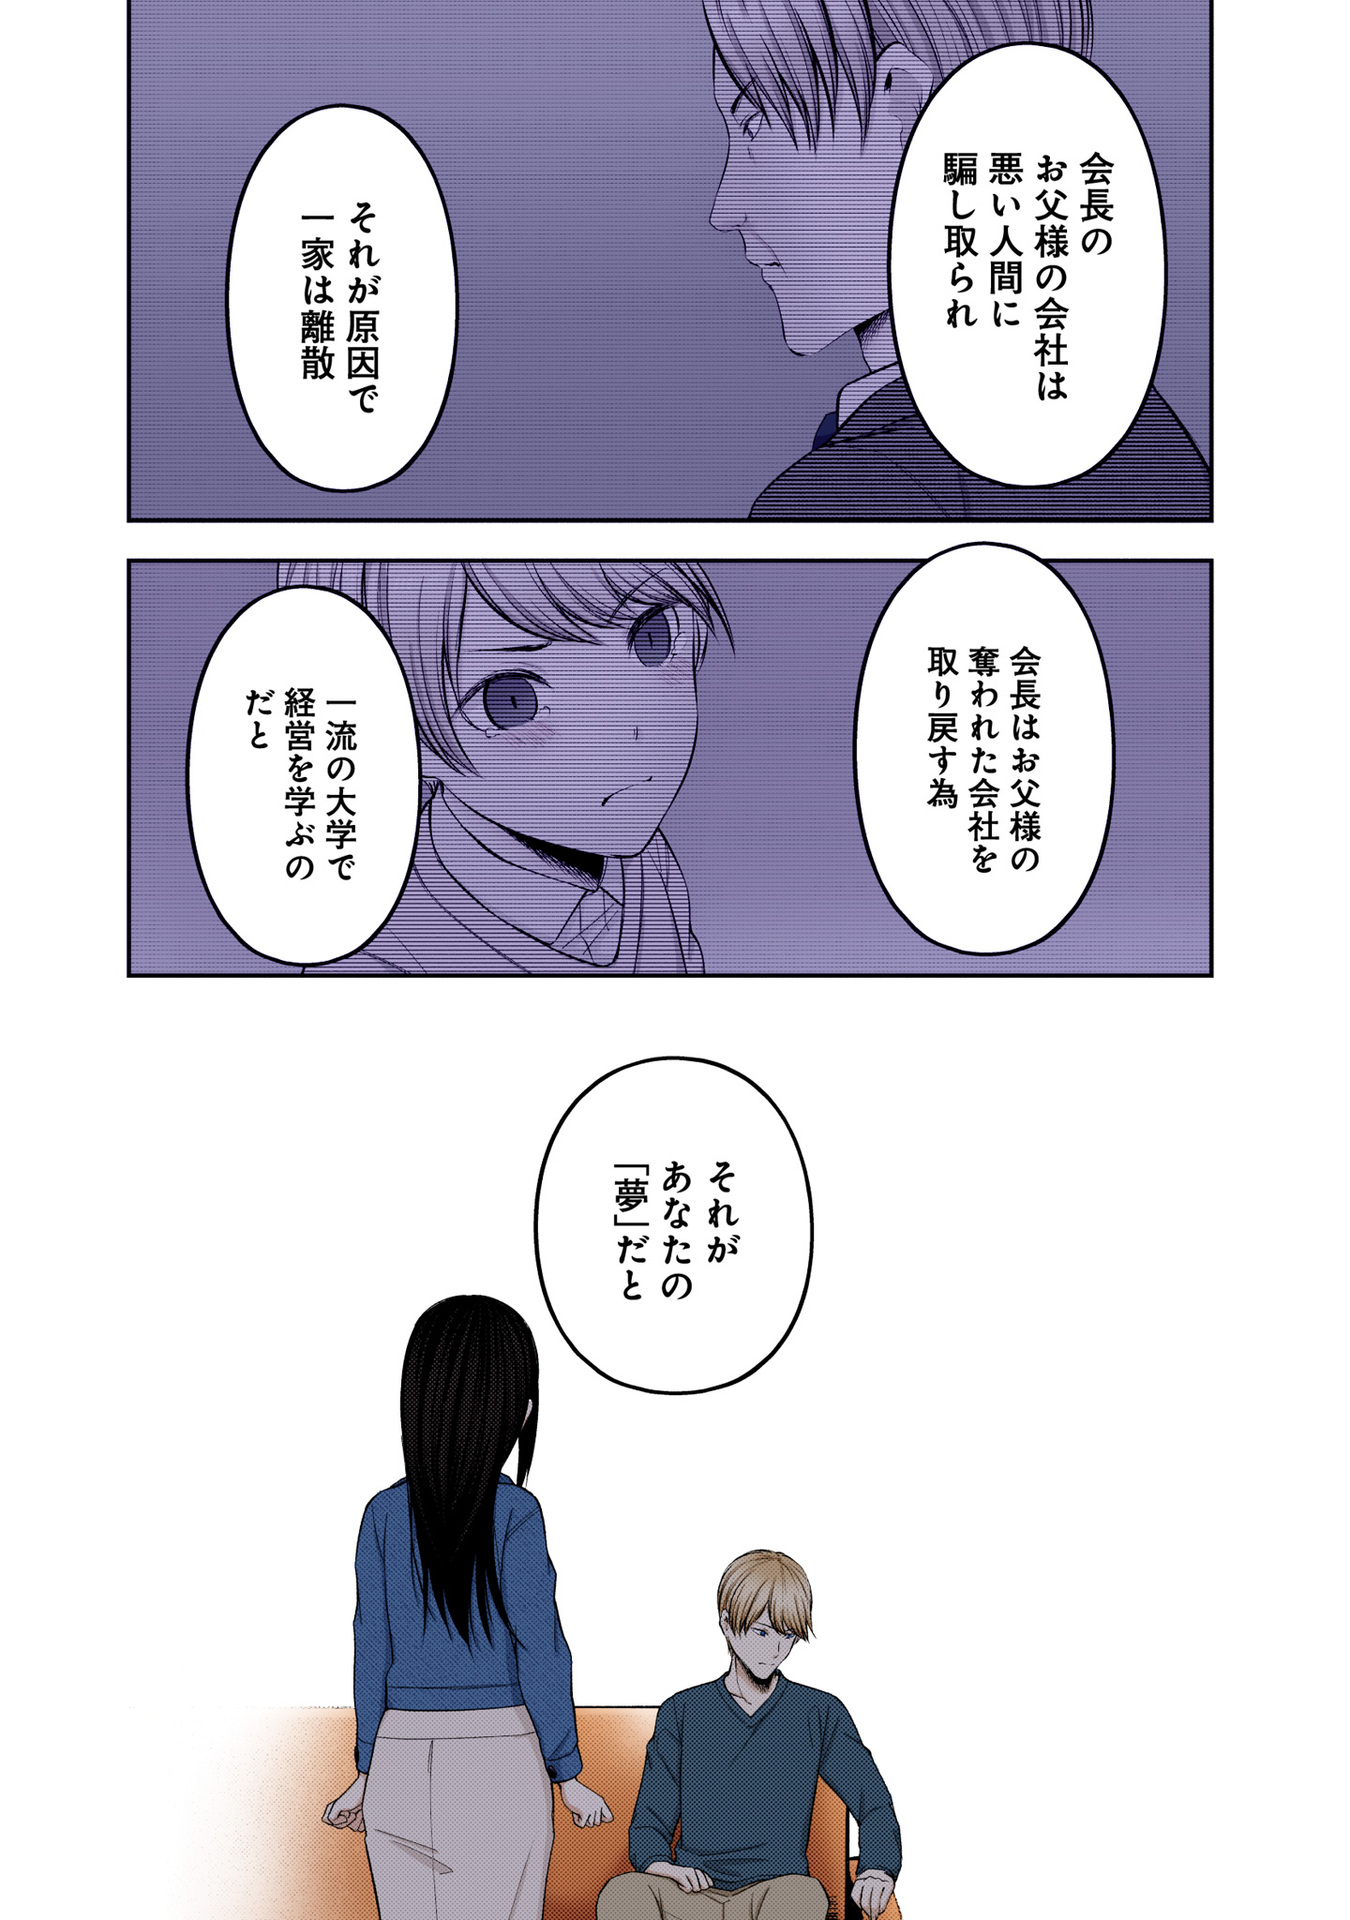 会長の
お父様の会社は
悪い人間に
騙し取られ
それが原因で
一家は離散
会長はお父様の
奪われた会社を
取り戻す為
一流の大学で
経営を学ぶの
だと
それが
あなたの
「夢」だと